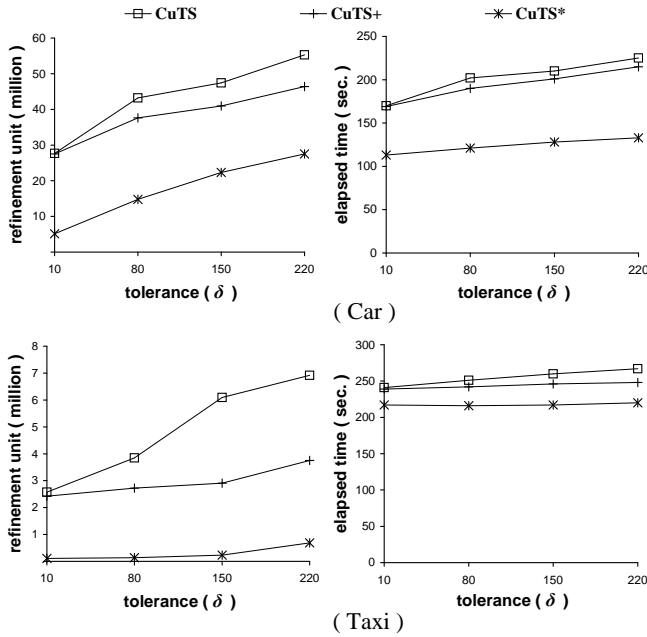 CuTS CuTS+ CuTS*
refinement unit ( million )
60
50
40
30
20
10
10 80 150 220
tolerance ( δ )
elapsed time ( sec. )
250
200
150
100
50
0
10 80 150 220
tolerance ( δ )
( Car )
refinement unit ( million )
8
7
6
5
4
3
2
1
10 80 150 220
tolerance ( δ )
elapsed time ( sec. )
300
250
200
150
100
50
0
10 80 150 220
tolerance ( δ )
( Taxi )